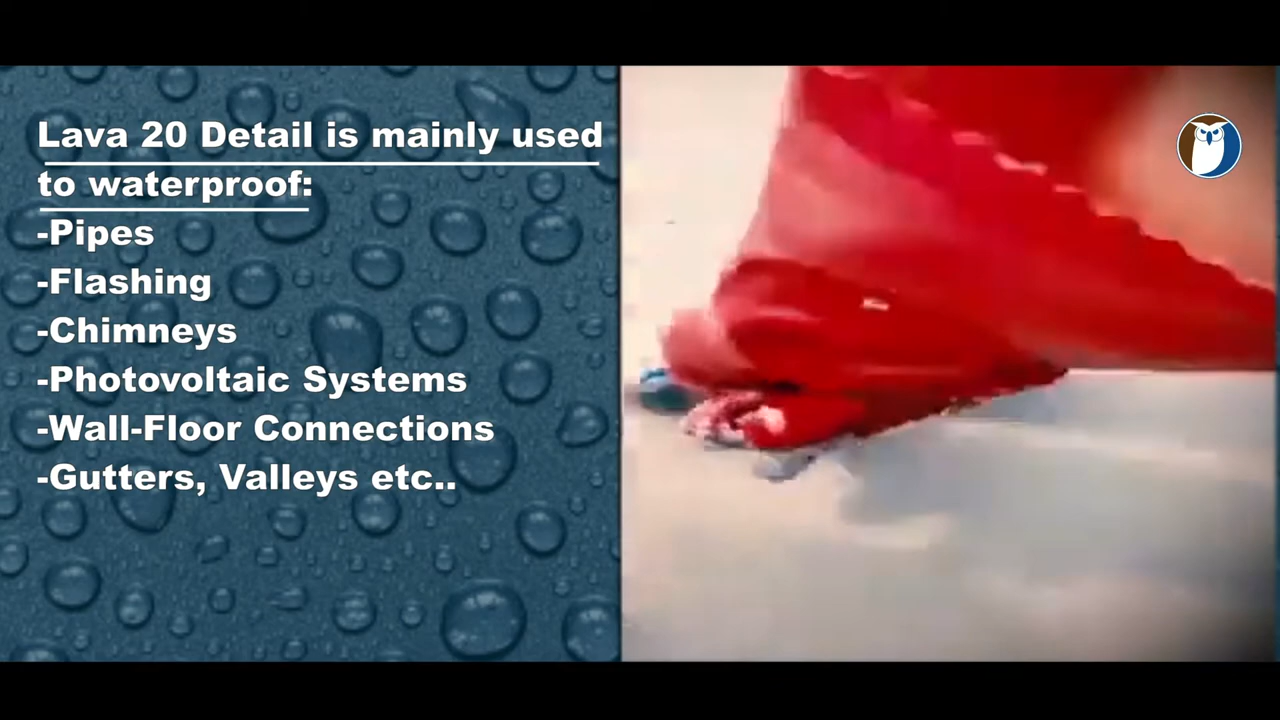 Lava 20 Detail is mainly used
to waterproof:
-Pipes
-Flashing
-Chimneys
-Photovoltaic Systems
-Wall-Floor Connections
-Gutters, Valleys etc..